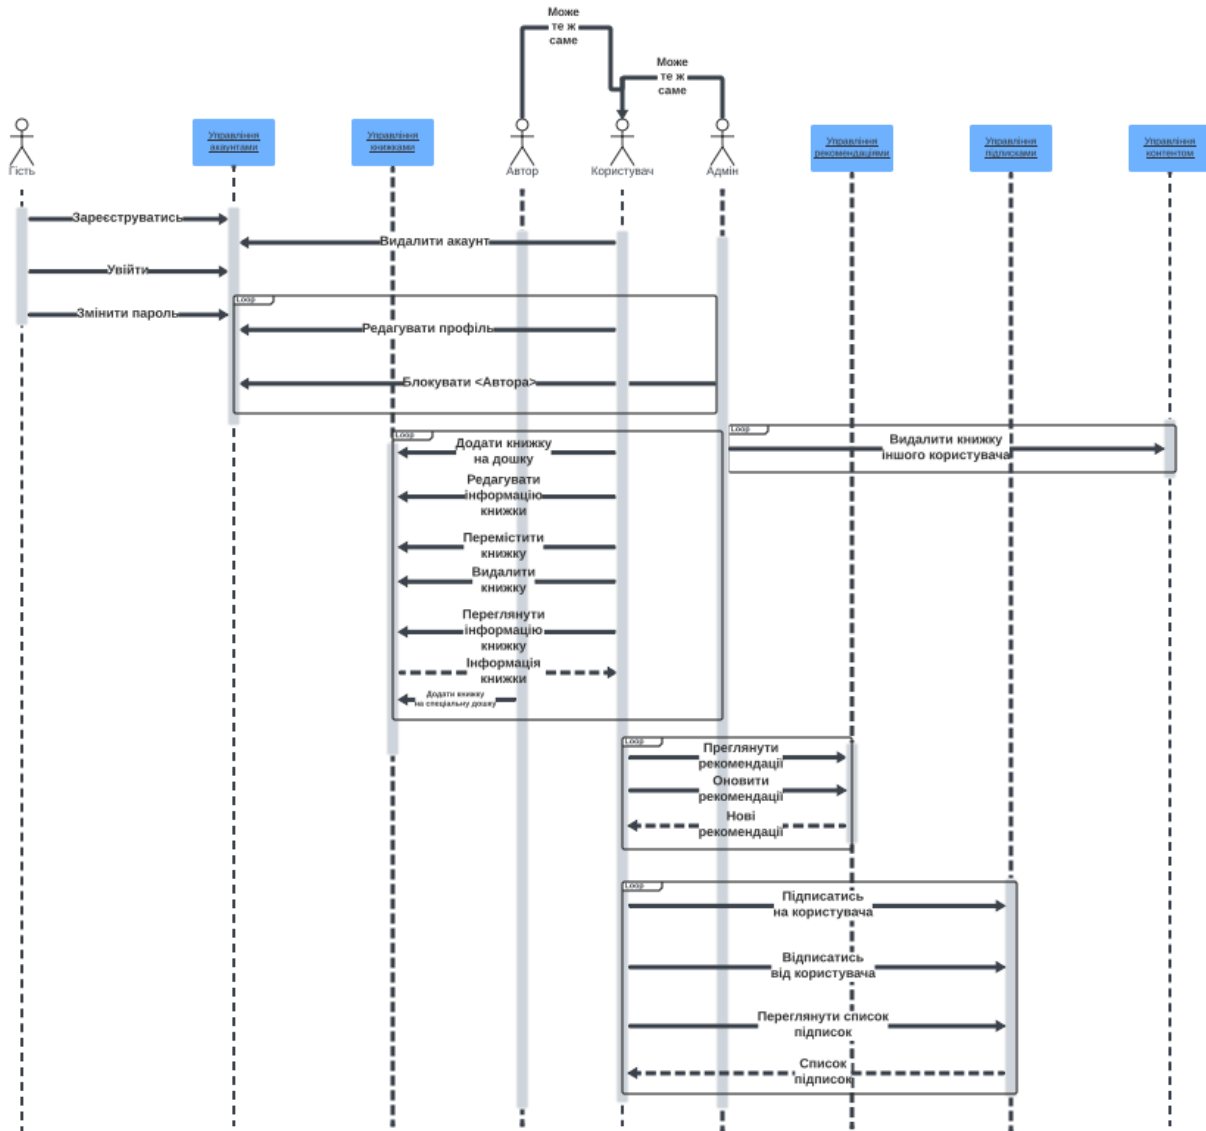 Може
те ж
саме
Може
те ж
саме
Гість
Управління
акаунтами
Управління
книжками
Автор
Користувач
Адмін
Управління
рекомендаціями
Управління
підписками
Управління
контентом
Зареєструватись
Видалити акаунт
Увійти
Loop
Змінити пароль
Редагувати профіль
Блокувати <Автора>
Loop
Видалити книжку
іншого користувача
Loop
Додати книжку
на дошку
Редагувати
інформацію
книжки
Перемістити
книжку
Видалити
книжку
Переглянути
інформацію
книжку
Інформація
книжки
Додати книжку
на спеціальну дошку
Loop
Преглянути
рекомендації
Оновити
рекомендації
Нові
рекомендації
Loop
Підписатись
на користувача
Відписатись
від користувача
Переглянути список
підписок
Список
підписок